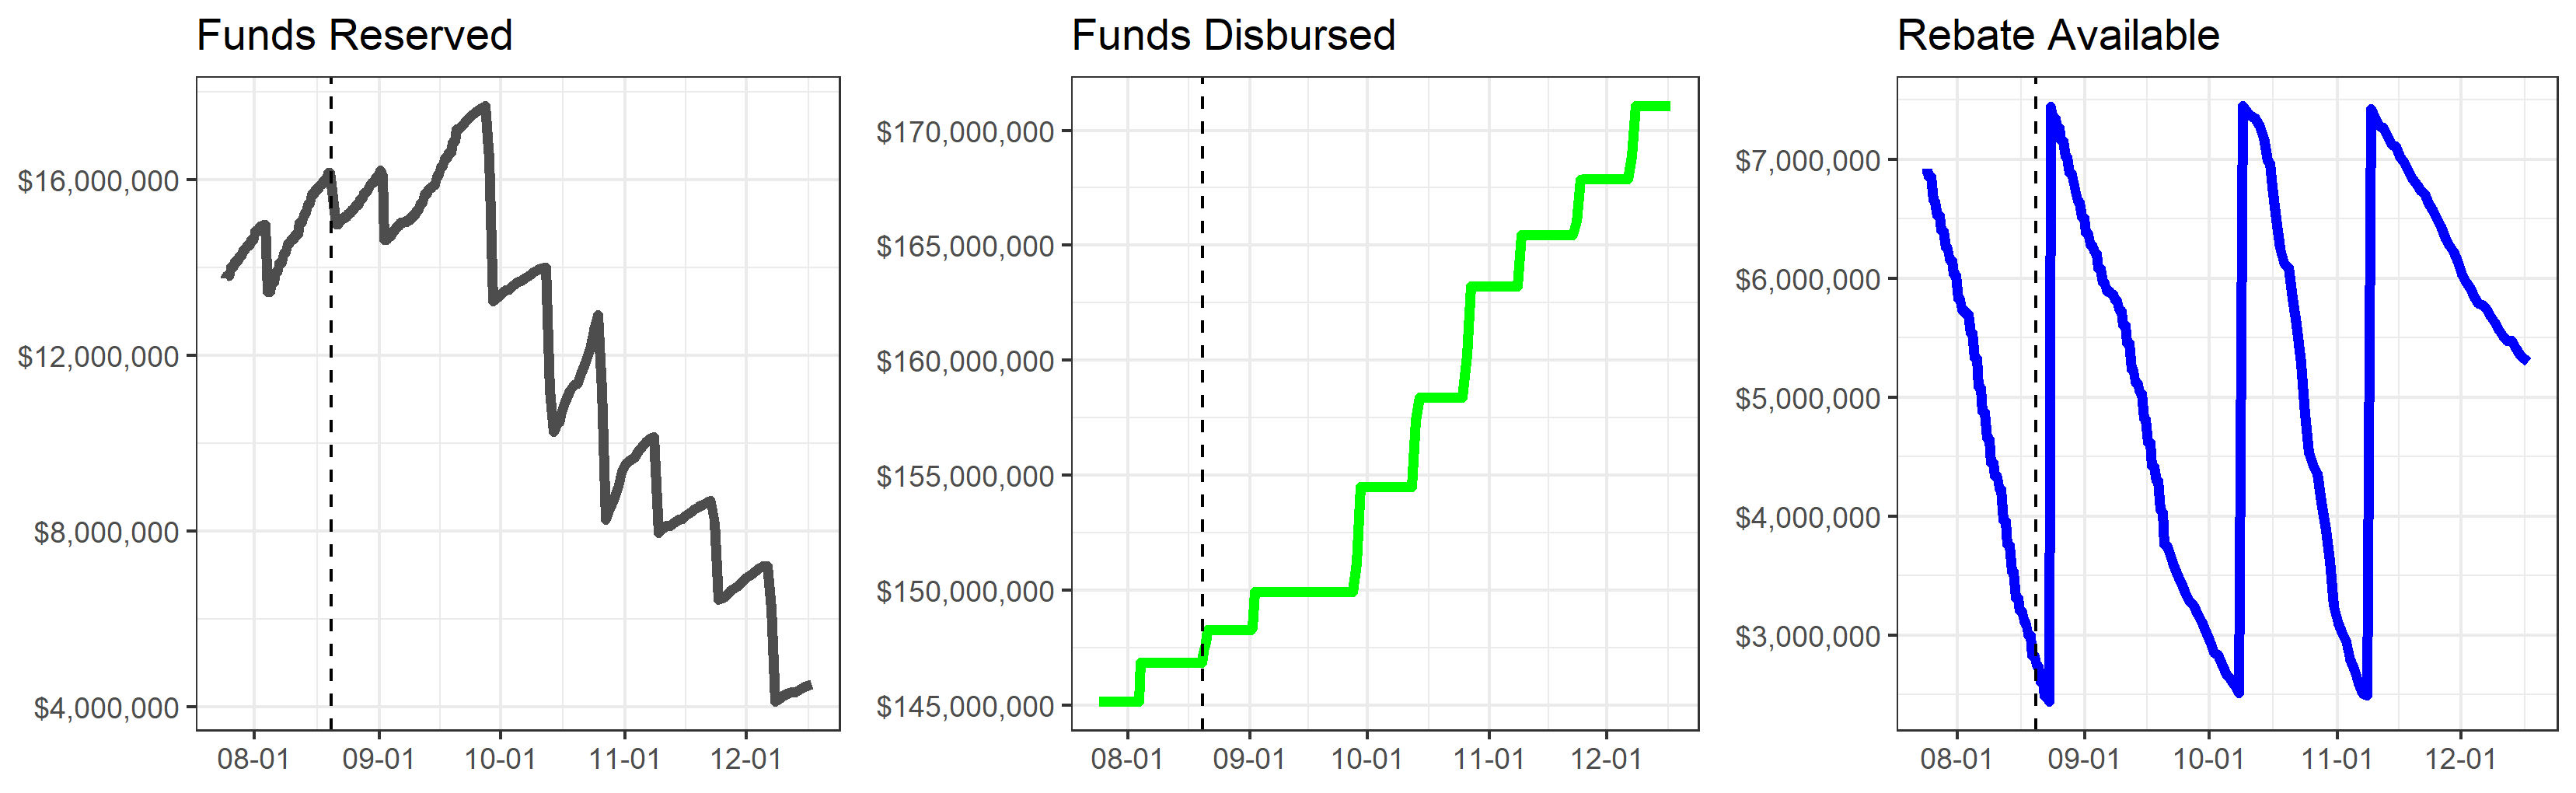 Funds Reserved
$16,000,000
$12,000,000
$8,000,000
$4,000,000
08-01 09-01 10-01 11-01 12-01
Funds Disbursed
$170,000,000
$165,000,000
$160,000,000
$155,000,000
$150,000,000
$145,000,000
08-01 09-01 10-01 11-01 12-01
Rebate Available
$7,000,000
$6,000,000
$5,000,000
$4,000,000
$3,000,000
08-01 09-01 10-01 11-01 12-01